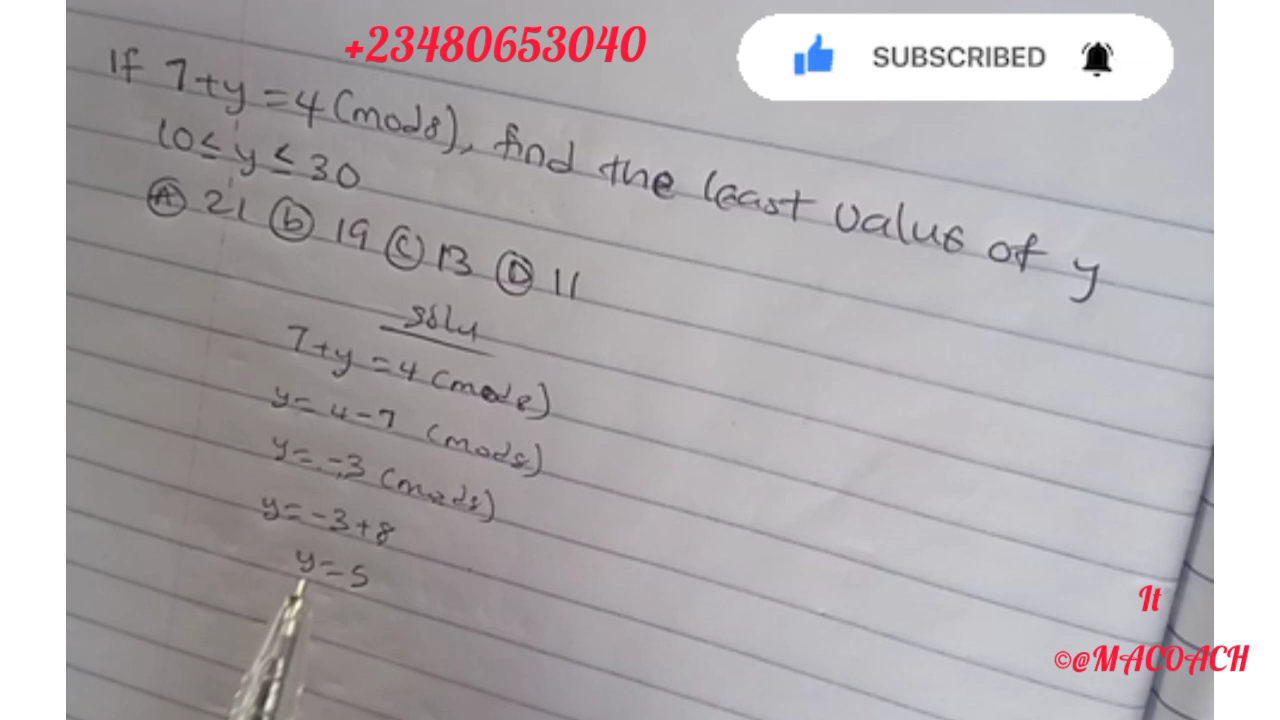 +23480653040
SUBSCRIBED
If 7+y = 4 (mod8), find the least value of y
10 ≤ y ≤ 30
(A) 21 (b) 19 (C) 13 (D) 11
soln
7+y = 4 (mod8)
y = 4 - 7 (mod8)
y = -3 (mod8)
y = -3+8
y = 5
It
©@MACOACH